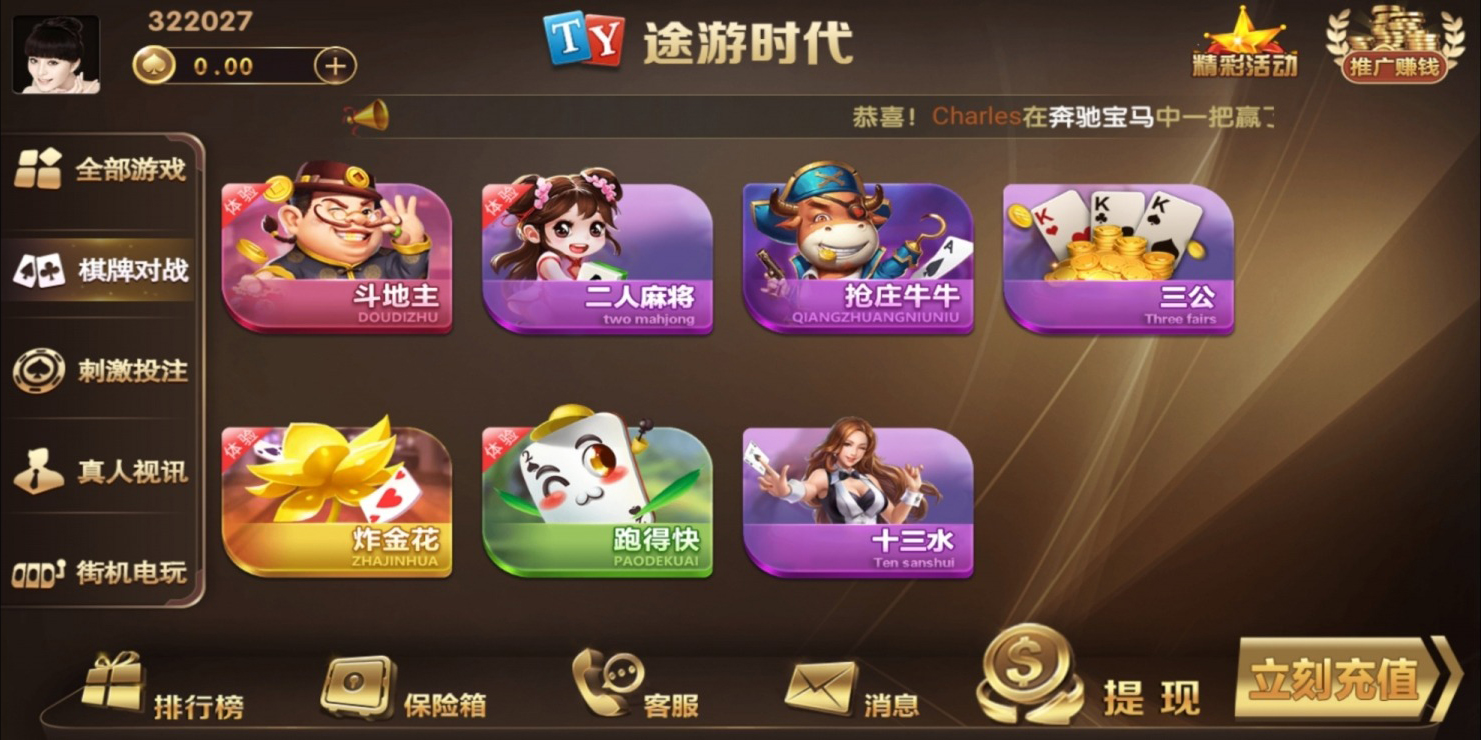 322027
0.00
TY 途游时代
精彩活动
推广赚钱
恭喜！Charles在奔驰宝马中一把赢了
全部游戏
棋牌对战
刺激投注
真人视讯
街机电玩
体验
斗地主
DOUDIZHU
体验
二人麻将
two mahjong
A
抢庄牛牛
QIANGZHUANGNIUNIU
K K K
三公
Three fairs
体验
炸金花
ZHAJINHUA
体验
2
跑得快
PAODEKUAI
十三水
Ten sanshui
排行榜
保险箱
客服
消息
$
提现
立刻充值